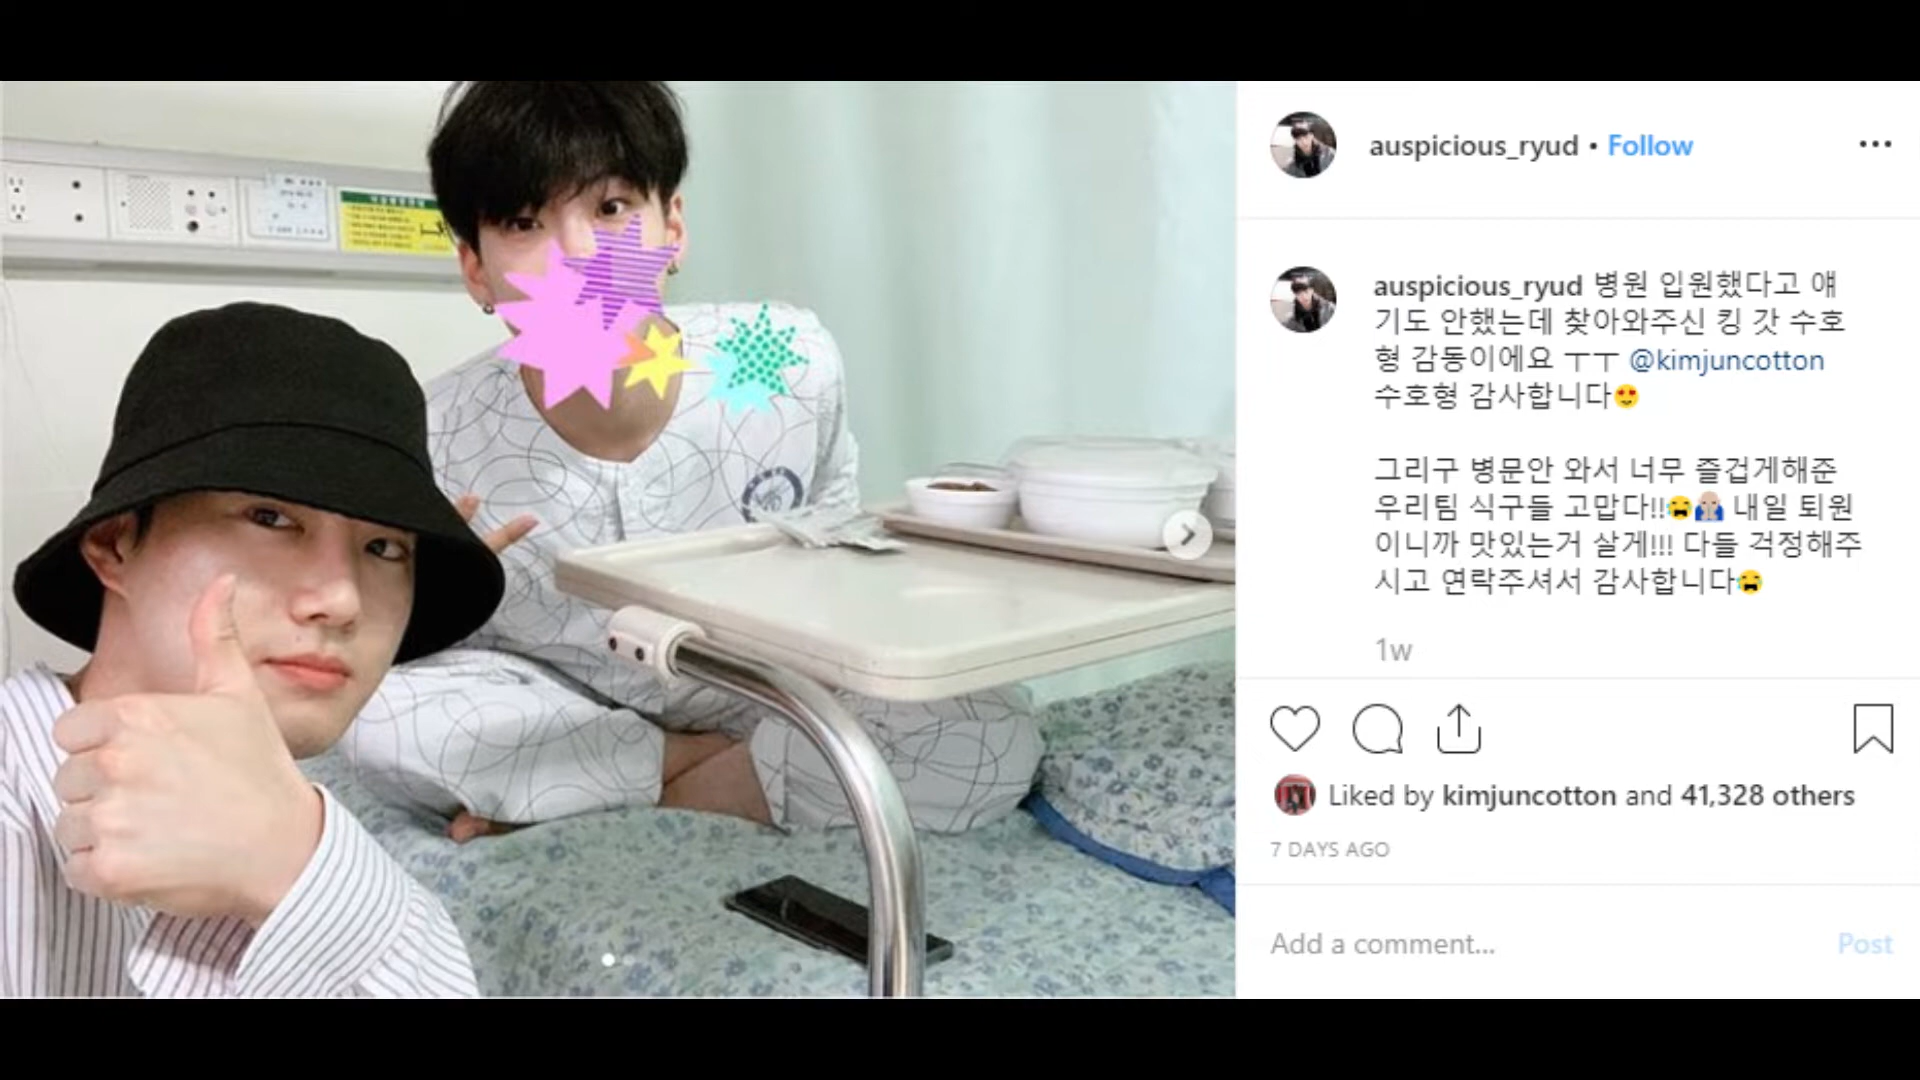 auspicious_ryud • Follow
auspicious_ryud 병원 입원했다고 얘
기도 안했는데 찾아와주신 킹 갓 수호
형 감동이에요 ㅜㅜ @kimjuncotton
수호형 감사합니다😍
그리구 병문안 와서 너무 즐겁게해준
우리팀 식구들 고맙다!!😭🙏🏼 내일 퇴원
이니까 맛있는거 살게!!! 다들 걱정해주
시고 연락주셔서 감사합니다😭
1w
Liked by kimjuncotton and 41,328 others
7 DAYS AGO
Add a comment...
Post